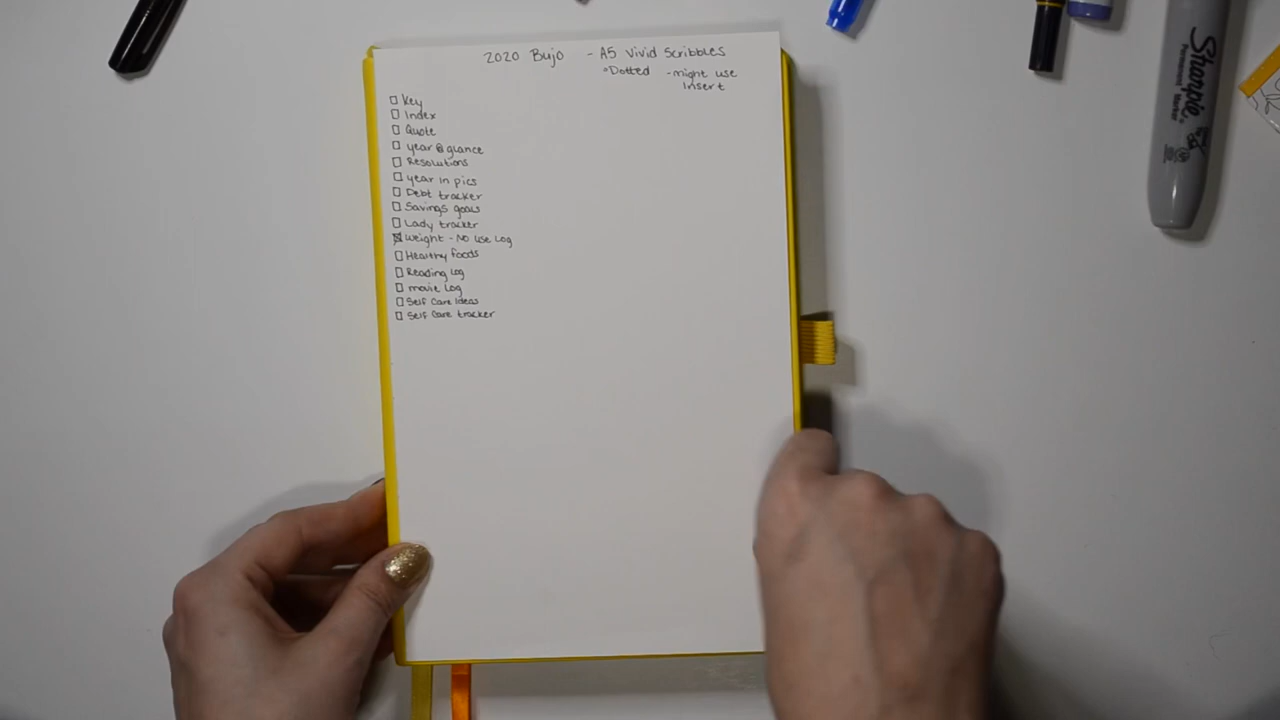 2020 Bujo - A5 Vivid Scribbles
°Dotted - might use
insert
Key
Index
Quote
year @ glance
Resolutions
year in pics
Debt tracker
Savings goals
Lady tracker
Weight - No use Log
Healthy foods
Reading log
movie Log
Self Care Ideas
Self Care tracker
Sharpie
Permanent Marker